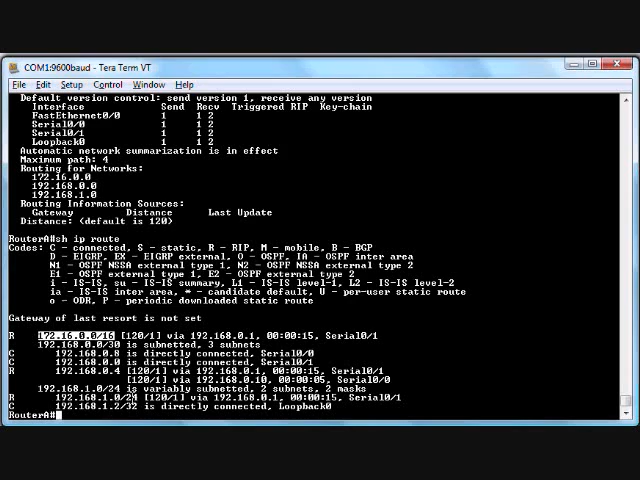 COM1:9600baud - Tera Term VT
File Edit Setup Control Window Help
Default version control: send version 1, receive any version
Interface Send Recv Triggered RIP Key-chain
FastEthernet0/0 1 1 2
Serial0/0 1 1 2
Serial0/1 1 1 2
Loopback0 1 1 2
Automatic network summarization is in effect
Maximum path: 4
Routing for Networks:
172.16.0.0
192.168.0.0
192.168.1.0
Routing Information Sources:
Gateway Distance Last Update
Distance: (default is 120)
RouterA#sh ip route
Codes: C - connected, S - static, R - RIP, M - mobile, B - BGP
D - EIGRP, EX - EIGRP external, O - OSPF, IA - OSPF inter area
N1 - OSPF NSSA external type 1, N2 - OSPF NSSA external type 2
E1 - OSPF external type 1, E2 - OSPF external type 2
i - IS-IS, su - IS-IS summary, L1 - IS-IS level-1, L2 - IS-IS level-2
ia - IS-IS inter area, * - candidate default, U - per-user static route
o - ODR, P - periodic downloaded static route
Gateway of last resort is not set
R 172.16.0.0/16 [120/1] via 192.168.0.1, 00:00:15, Serial0/1
192.168.0.0/30 is subnetted, 3 subnets
C 192.168.0.8 is directly connected, Serial0/0
C 192.168.0.0 is directly connected, Serial0/1
R 192.168.0.4 [120/1] via 192.168.0.1, 00:00:15, Serial0/1
[120/1] via 192.168.0.10, 00:00:05, Serial0/0
192.168.1.0/24 is variably subnetted, 2 subnets, 2 masks
R 192.168.1.0/24 [120/1] via 192.168.0.1, 00:00:15, Serial0/1
C 192.168.1.2/32 is directly connected, Loopback0
RouterA#